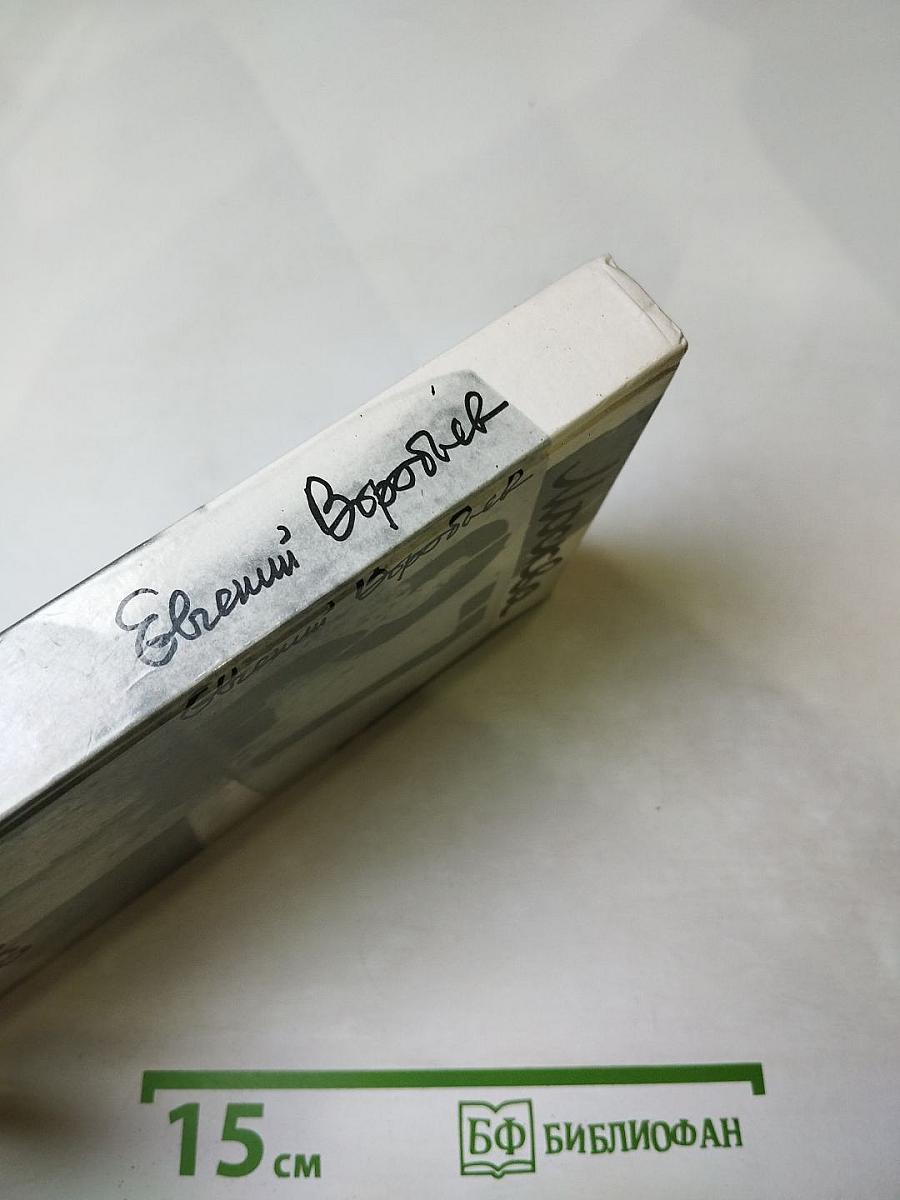 Евгений Воробьев
Евгений Воробьев
15 см
БФ БИБЛИОФАН